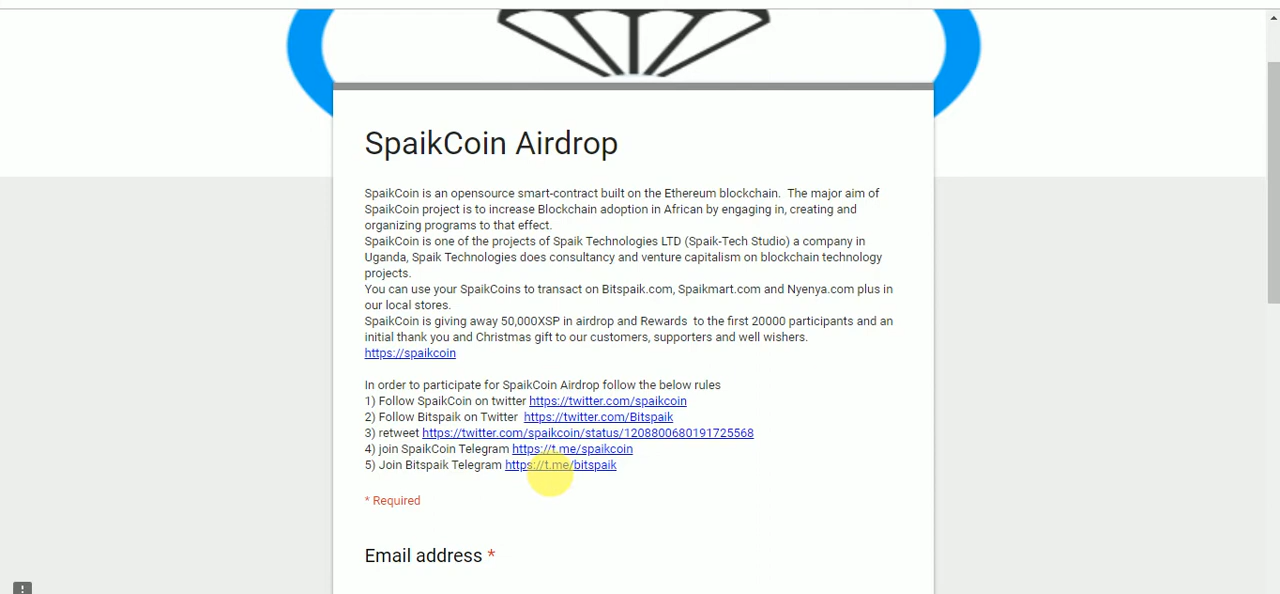 SpaikCoin Airdrop
SpaikCoin is an opensource smart-contract built on the Ethereum blockchain.  The major aim of
SpaikCoin project is to increase Blockchain adoption in African by engaging in, creating and
organizing programs to that effect.
SpaikCoin is one of the projects of Spaik Technologies LTD (Spaik-Tech Studio) a company in
Uganda, Spaik Technologies does consultancy and venture capitalism on blockchain technology
projects.
You can use your SpaikCoins to transact on Bitspaik.com, Spaikmart.com and Nyenya.com plus in
our local stores.
SpaikCoin is giving away 50,000XSP in airdrop and Rewards  to the first 20000 participants and an
initial thank you and Christmas gift to our customers, supporters and well wishers.
https://spaikcoin
In order to participate for SpaikCoin Airdrop follow the below rules
1) Follow SpaikCoin on twitter https://twitter.com/spaikcoin
2) Follow Bitspaik on Twitter  https://twitter.com/Bitspaik
3) retweet https://twitter.com/spaikcoin/status/1208800680191725568
4) join SpaikCoin Telegram https://t.me/spaikcoin
5) Join Bitspaik Telegram https://t.me/bitspaik
* Required
Email address *